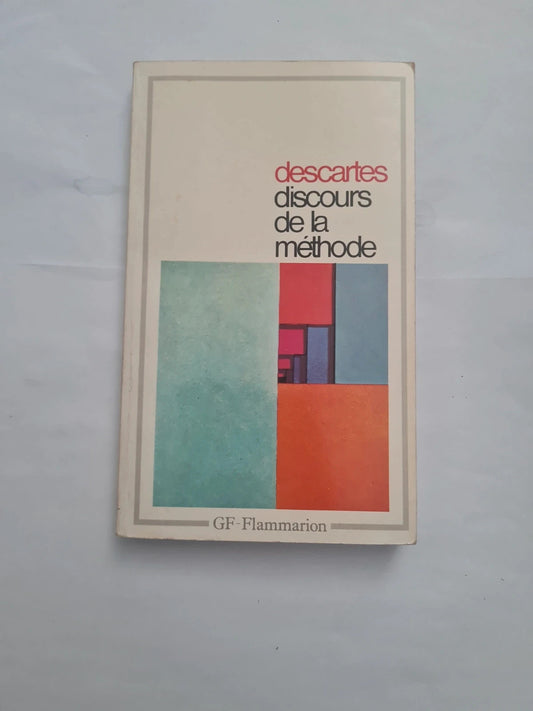 descartes
discours
de la
méthode
GF-Flammarion